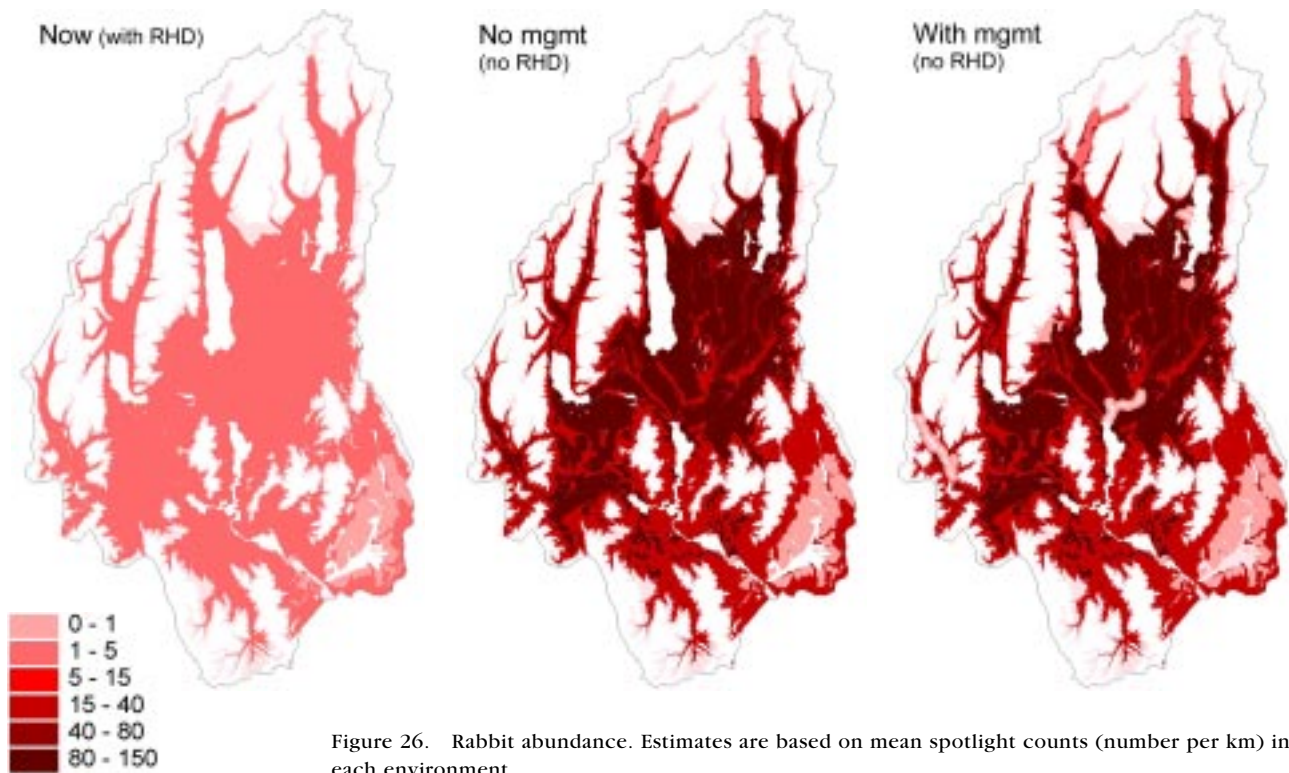 Now (with RHD)
No mgmt
(no RHD)
With mgmt
(no RHD)
0 - 1
1 - 5
5 - 15
15 - 40
40 - 80
80 - 150
Figure 26. Rabbit abundance. Estimates are based on mean spotlight counts (number per km) in
each environment